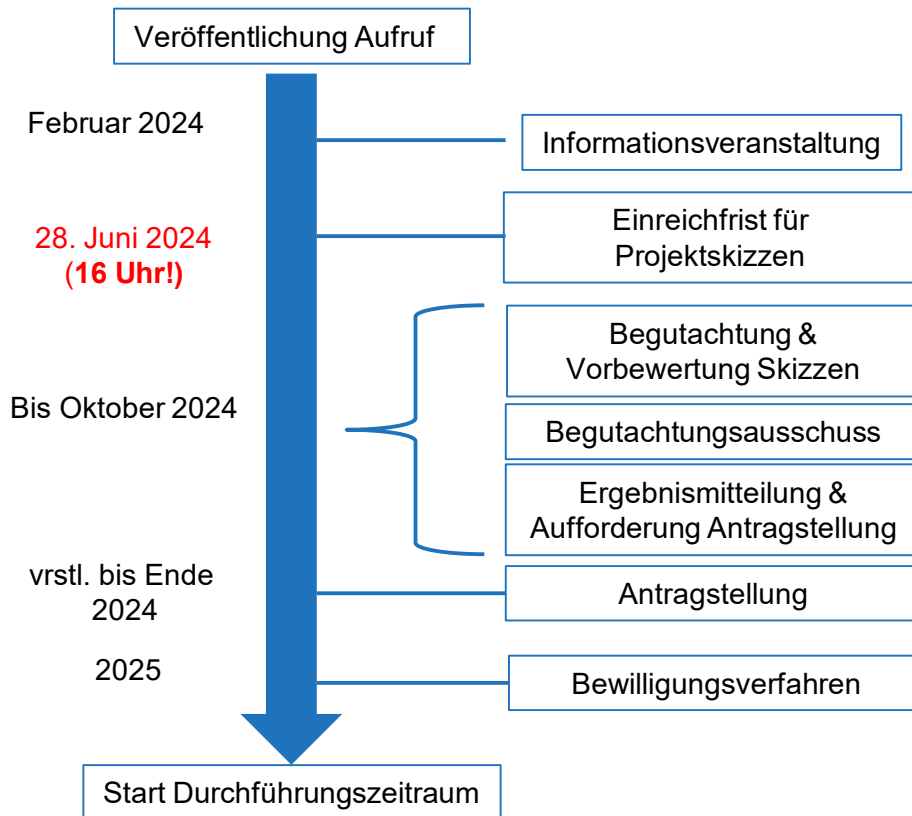 Veröffentlichung Aufruf
Februar 2024
Informationsveranstaltung
28. Juni 2024
(16 Uhr!)
Einreichfrist für
Projektskizzen
Bis Oktober 2024
Begutachtung &
Vorbewertung Skizzen
Begutachtungsausschuss
Ergebnismitteilung &
Aufforderung Antragstellung
vrstl. bis Ende
2024
Antragstellung
2025
Bewilligungsverfahren
Start Durchführungszeitraum